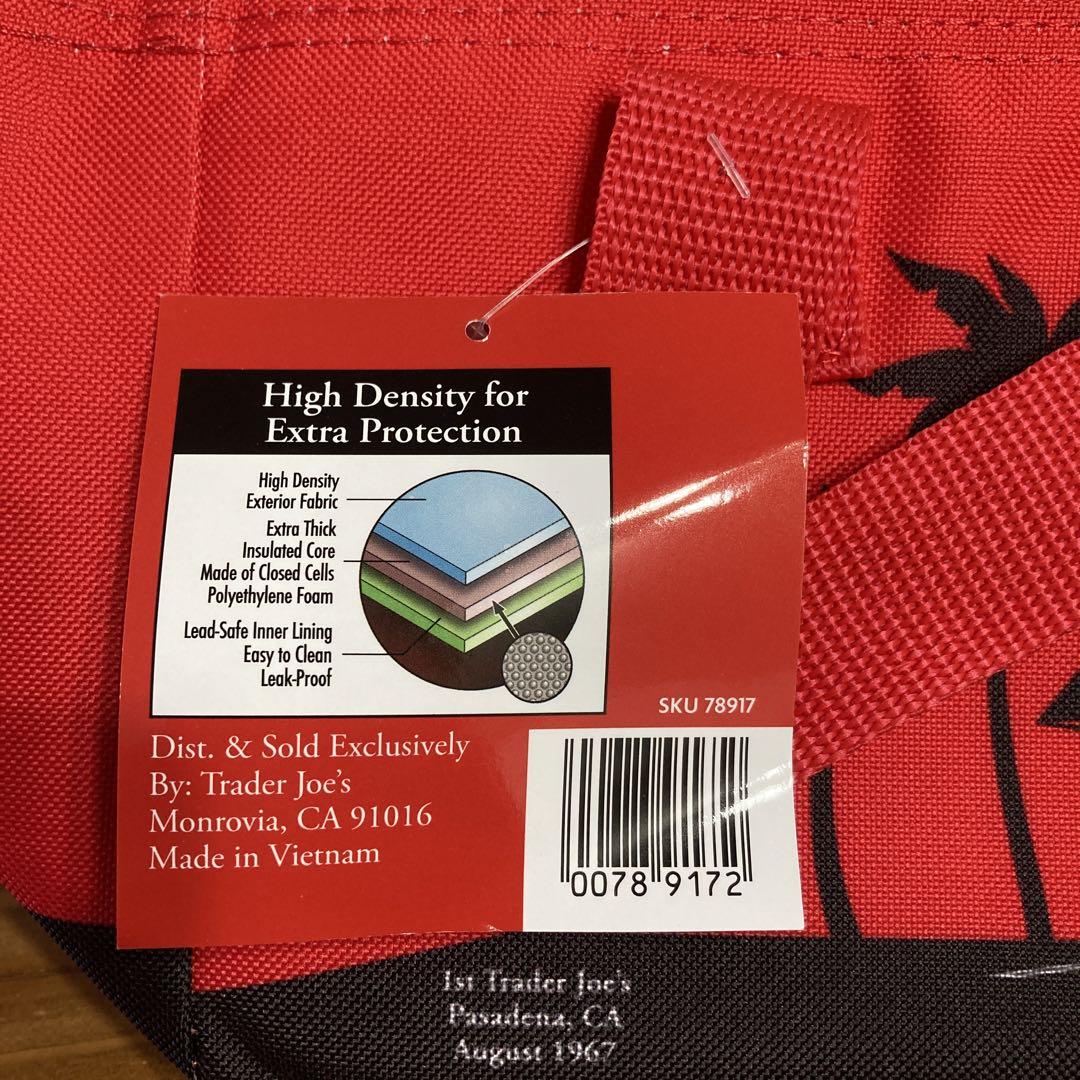 High Density for
Extra Protection
High Density
Exterior Fabric
Extra Thick
Insulated Core
Made of Closed Cells
Polyethylene Foam
Lead-Safe Inner Lining
Easy to Clean
Leak-Proof
SKU 78917
Dist. & Sold Exclusively
By: Trader Joe's
Monrovia, CA 91016
Made in Vietnam
0078 9172
1st Trader Joe's
Pasadena, CA
August 1967